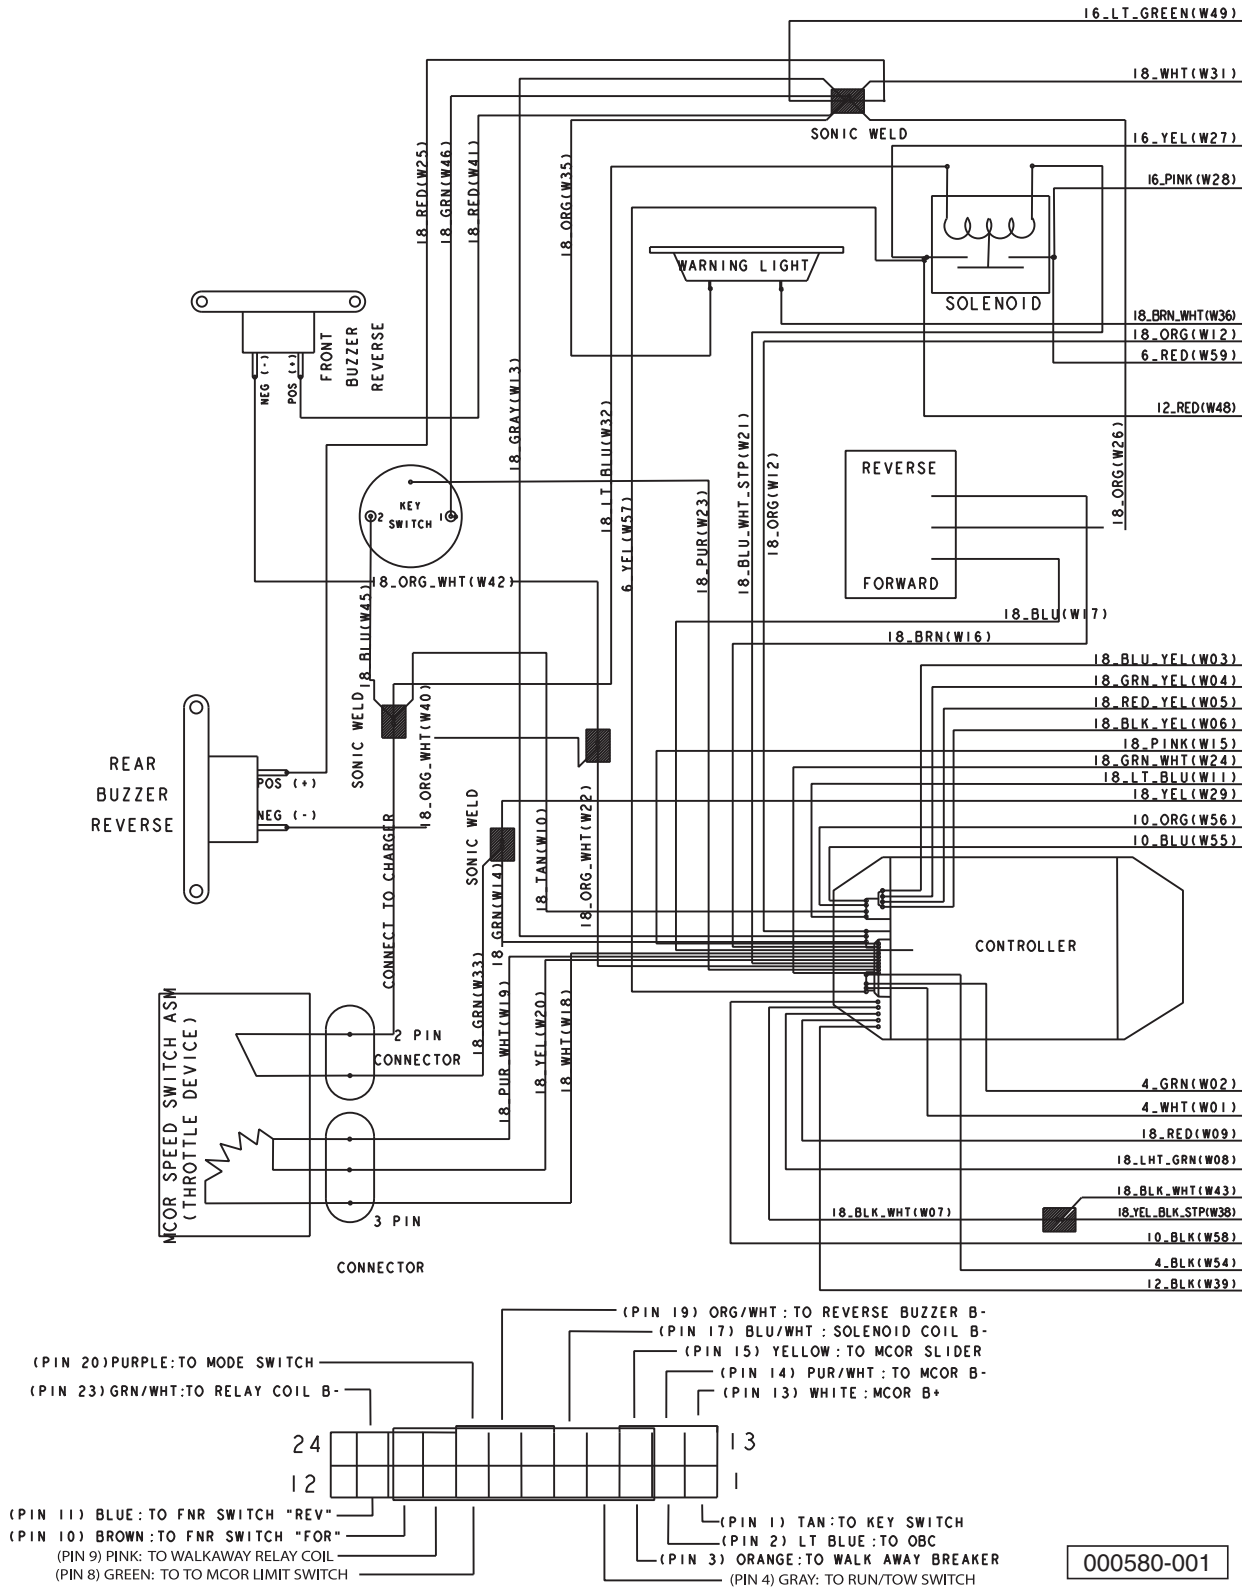 16_LT_GREEN(W49)
18_WHT(W31)
SONIC WELD
16_YEL(W27)
16_PINK(W28)
18_RED(W25)
18_GRN(W46)
18_RED(W41)
18_ORG(W35)
WARNING LIGHT
SOLENOID
18_BRN_WHT(W36)
18_ORG(W12)
6_RED(W59)
12_RED(W48)
FRONT
BUZZER
REVERSE
NEG (-)
POS (+)
18_GRAY(W13)
18_LT_BLU(W32)
6_YEL(W57)
18_PUR(W23)
18_BLU_WHT_STP(W21)
18_ORG(W12)
18_ORG(W26)
REVERSE
FORWARD
KEY
SWITCH
2
1
18_ORG_WHT(W42)
18_BLU(W45)
18_BLU(W17)
18_BRN(W16)
18_BLU_YEL(W03)
18_GRN_YEL(W04)
18_RED_YEL(W05)
18_BLK_YEL(W06)
18_PINK(W15)
18_GRN_WHT(W24)
18_LT_BLU(W11)
18_YEL(W29)
10_ORG(W56)
10_BLU(W55)
SONIC WELD
18_ORG_WHT(W40)
REAR
BUZZER
REVERSE
POS (+)
NEG (-)
SONIC WELD
CONNECT TO CHARGER
18_GRN(W14)
18_TAN(W10)
18_ORG_WHT(W22)
CONTROLLER
18_GRN(W33)
18_PUR_WHT(W19)
18_YEL(W20)
18_WHT(W18)
MCOR SPEED SWITCH ASM
(THROTTLE DEVICE)
2 PIN
CONNECTOR
3 PIN
CONNECTOR
4_GRN(W02)
4_WHT(W01)
18_RED(W09)
18_LHT_GRN(W08)
18_BLK_WHT(W43)
18_BLK_WHT(W07)
18_YEL_BLK_STP(W38)
10_BLK(W58)
4_BLK(W54)
12_BLK(W39)
(PIN 19) ORG/WHT: TO REVERSE BUZZER B-
(PIN 17) BLU/WHT : SOLENOID COIL B-
(PIN 15) YELLOW: TO MCOR SLIDER
(PIN 20)PURPLE:TO MODE SWITCH
(PIN 14) PUR/WHT: TO MCOR B-
(PIN 23)GRN/WHT:TO RELAY COIL B-
(PIN 13) WHITE:MCOR B+
24
13
12
1
(PIN 11) BLUE: TO FNR SWITCH "REV"
(PIN 1) TAN:TO KEY SWITCH
(PIN 10) BROWN:TO FNR SWITCH "FOR"
(PIN 2) LT BLUE: TO OBC
(PIN 9) PINK: TO WALKAWAY RELAY COIL
(PIN 3) ORANGE:TO WALK AWAY BREAKER
(PIN 8) GREEN: TO TO MCOR LIMIT SWITCH
(PIN 4) GRAY: TO RUN/TOW SWITCH
000580-001